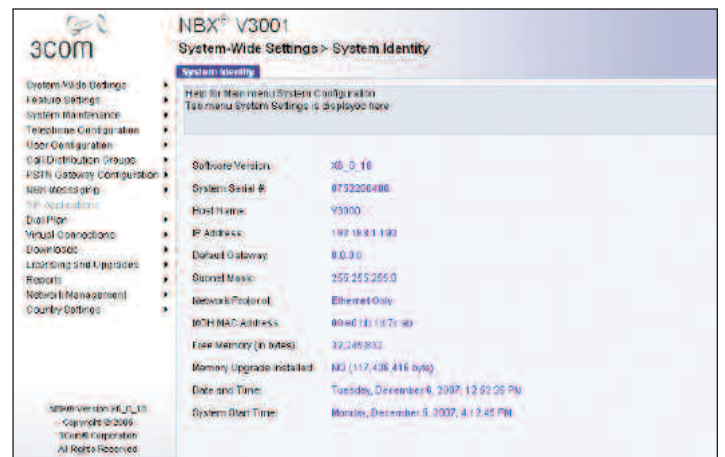 3COM
NBX® V3001
System-Wide Settings > System Identity
System Identity
Help for Main menu System Configuration
Tab menu System Settings is displayed here
System-Wide Settings
Feature Settings
System Maintenance
Telephone Configuration
User Configuration
Call Distribution Groups
PSTN Gateway Configuration
NBX Messaging
SIP Applications
Dial Plan
Virtual Connections
Downloads
Licensing and Upgrades
Reports
Network Management
Country Settings
Software Version:
System Serial #:
Host Name: V3000
IP Address:
Default Gateway: 0.0.0.0
Subnet Mask: 255.255.255.0
Network Protocol: Ethernet Only
MAC Address:
Free Memory (in bytes):
Memory Upgrade Installed: NO (117,436,416 byte)
Date and Time: Tuesday, December 6, 2007, PM
System Start Time: Monday, December 5, 2007, 4:12:45 PM
Version
Copyright © 2006
3Com® Corporation
All Rights Reserved